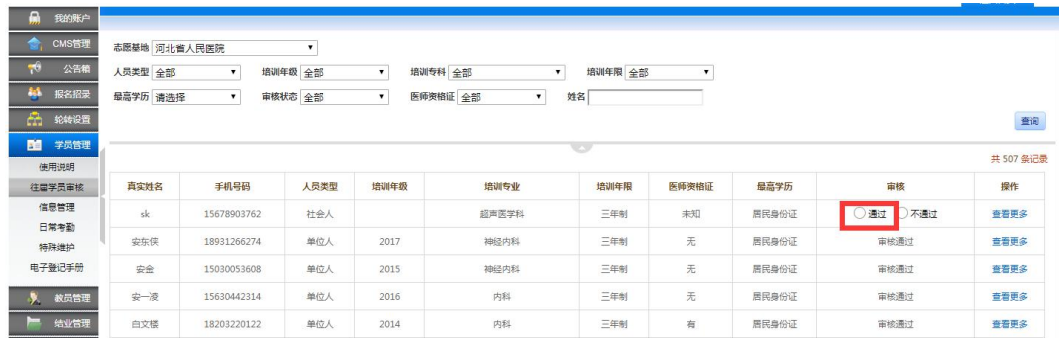 我的账户
CMS管理
公告箱
报名招录
轮转设置
学员管理
使用说明
往届学员审核
信息管理
日常考勤
特殊维护
电子登记手册
教员管理
结业管理
志愿基地 河北省人民医院
人员类型 全部 培训年级 全部 培训专科 全部 培训年限 全部
最高学历 请选择 审核状态 全部 医师资格证 全部 姓名
查询
共 507 条记录
真实姓名 手机号码 人员类型 培训年级 培训专业 培训年限 医师资格证 最高学历 审核 操作
sk 15678903762 社会人 超声医学科 三年制 未知 居民身份证 通过 不通过 查看更多
安东侠 18931266274 单位人 2017 神经内科 三年制 无 居民身份证 审核通过 查看更多
安金 15030053608 单位人 2015 神经内科 三年制 无 居民身份证 审核通过 查看更多
安一凌 15630442314 单位人 2016 内科 三年制 无 居民身份证 审核通过 查看更多
白文楼 18203220122 单位人 2014 内科 三年制 有 居民身份证 审核通过 查看更多